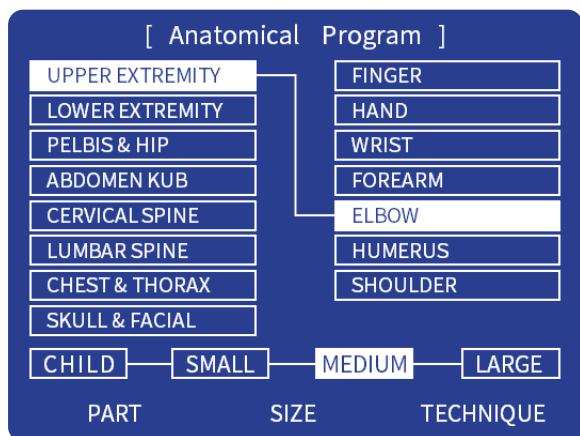 [ Anatomical Program ]
UPPER EXTREMITY FINGER
LOWER EXTREMITY HAND
PELBIS & HIP WRIST
ABDOMEN KUB FOREARM
CERVICAL SPINE ELBOW
LUMBAR SPINE HUMERUS
CHEST & THORAX SHOULDER
SKULL & FACIAL
CHILD SMALL MEDIUM LARGE
PART SIZE TECHNIQUE